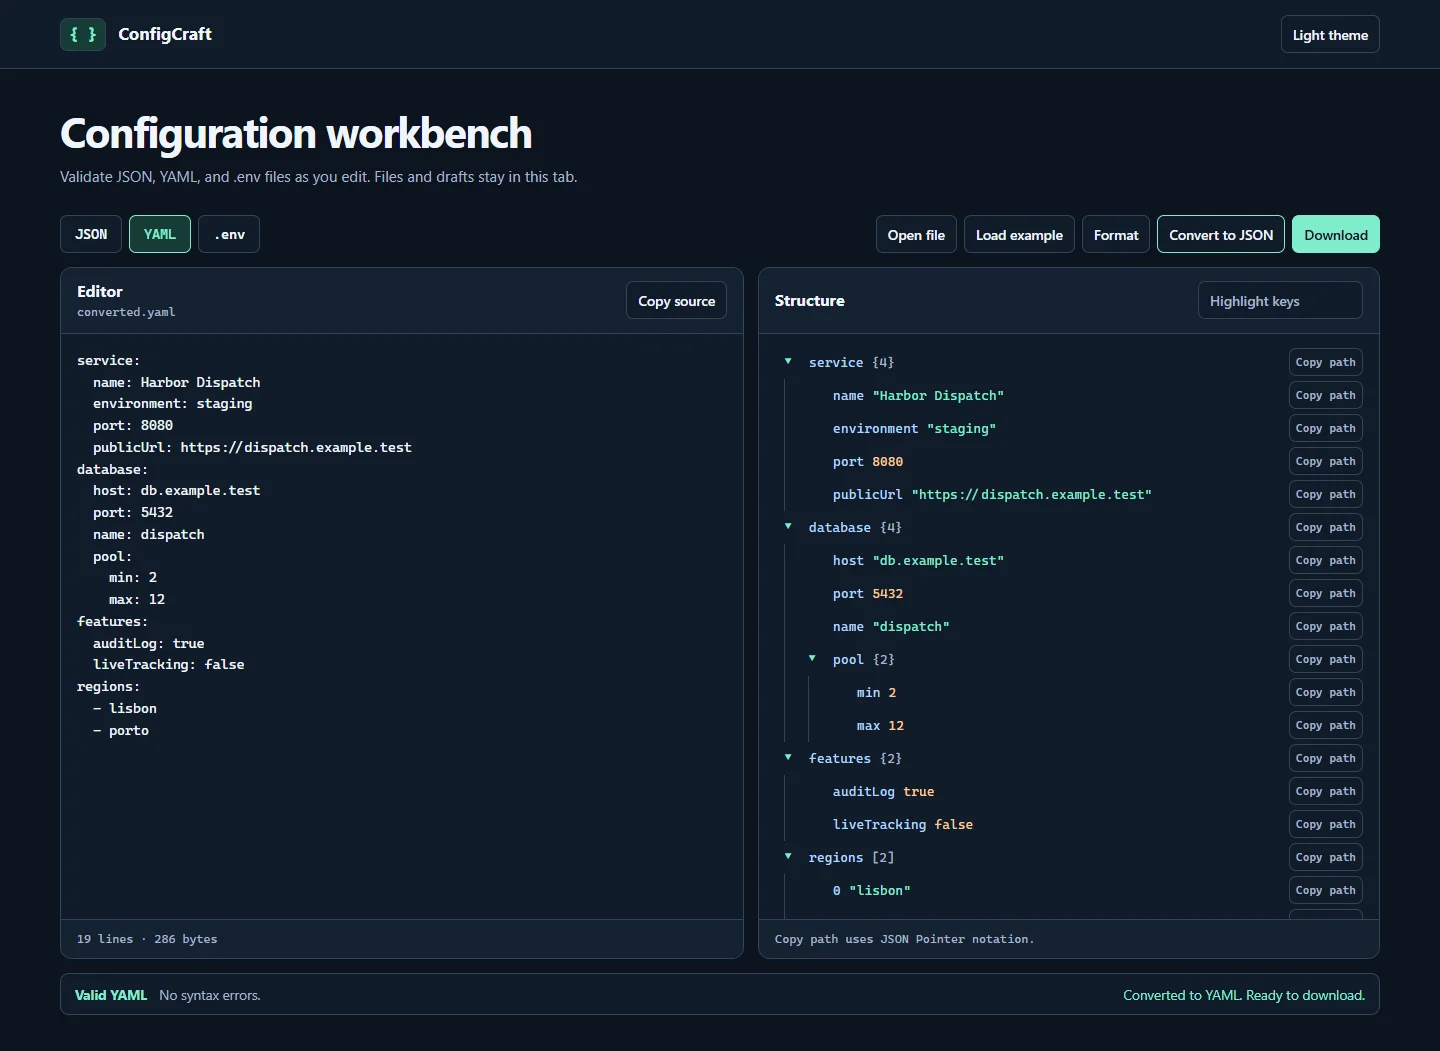 { } ConfigCraft
Light theme
Configuration workbench
Validate JSON, YAML, and .env files as you edit. Files and drafts stay in this tab.
JSON YAML .env
Open file Load example Format Convert to JSON Download
Editor
converted.yaml
Copy source
service:
  name: Harbor Dispatch
  environment: staging
  port: 8080
  publicUrl: https://dispatch.example.test
database:
  host: db.example.test
  port: 5432
  name: dispatch
  pool:
    min: 2
    max: 12
features:
  auditLog: true
  liveTracking: false
regions:
  - lisbon
  - porto
19 lines · 286 bytes
Structure
Highlight keys
▼ service {4} Copy path
name "Harbor Dispatch" Copy path
environment "staging" Copy path
port 8080 Copy path
publicUrl "https://dispatch.example.test" Copy path
▼ database {4} Copy path
host "db.example.test" Copy path
port 5432 Copy path
name "dispatch" Copy path
▼ pool {2} Copy path
min 2 Copy path
max 12 Copy path
▼ features {2} Copy path
auditLog true Copy path
liveTracking false Copy path
▼ regions [2] Copy path
0 "lisbon" Copy path
Copy path uses JSON Pointer notation.
Valid YAML No syntax errors.
Converted to YAML. Ready to download.